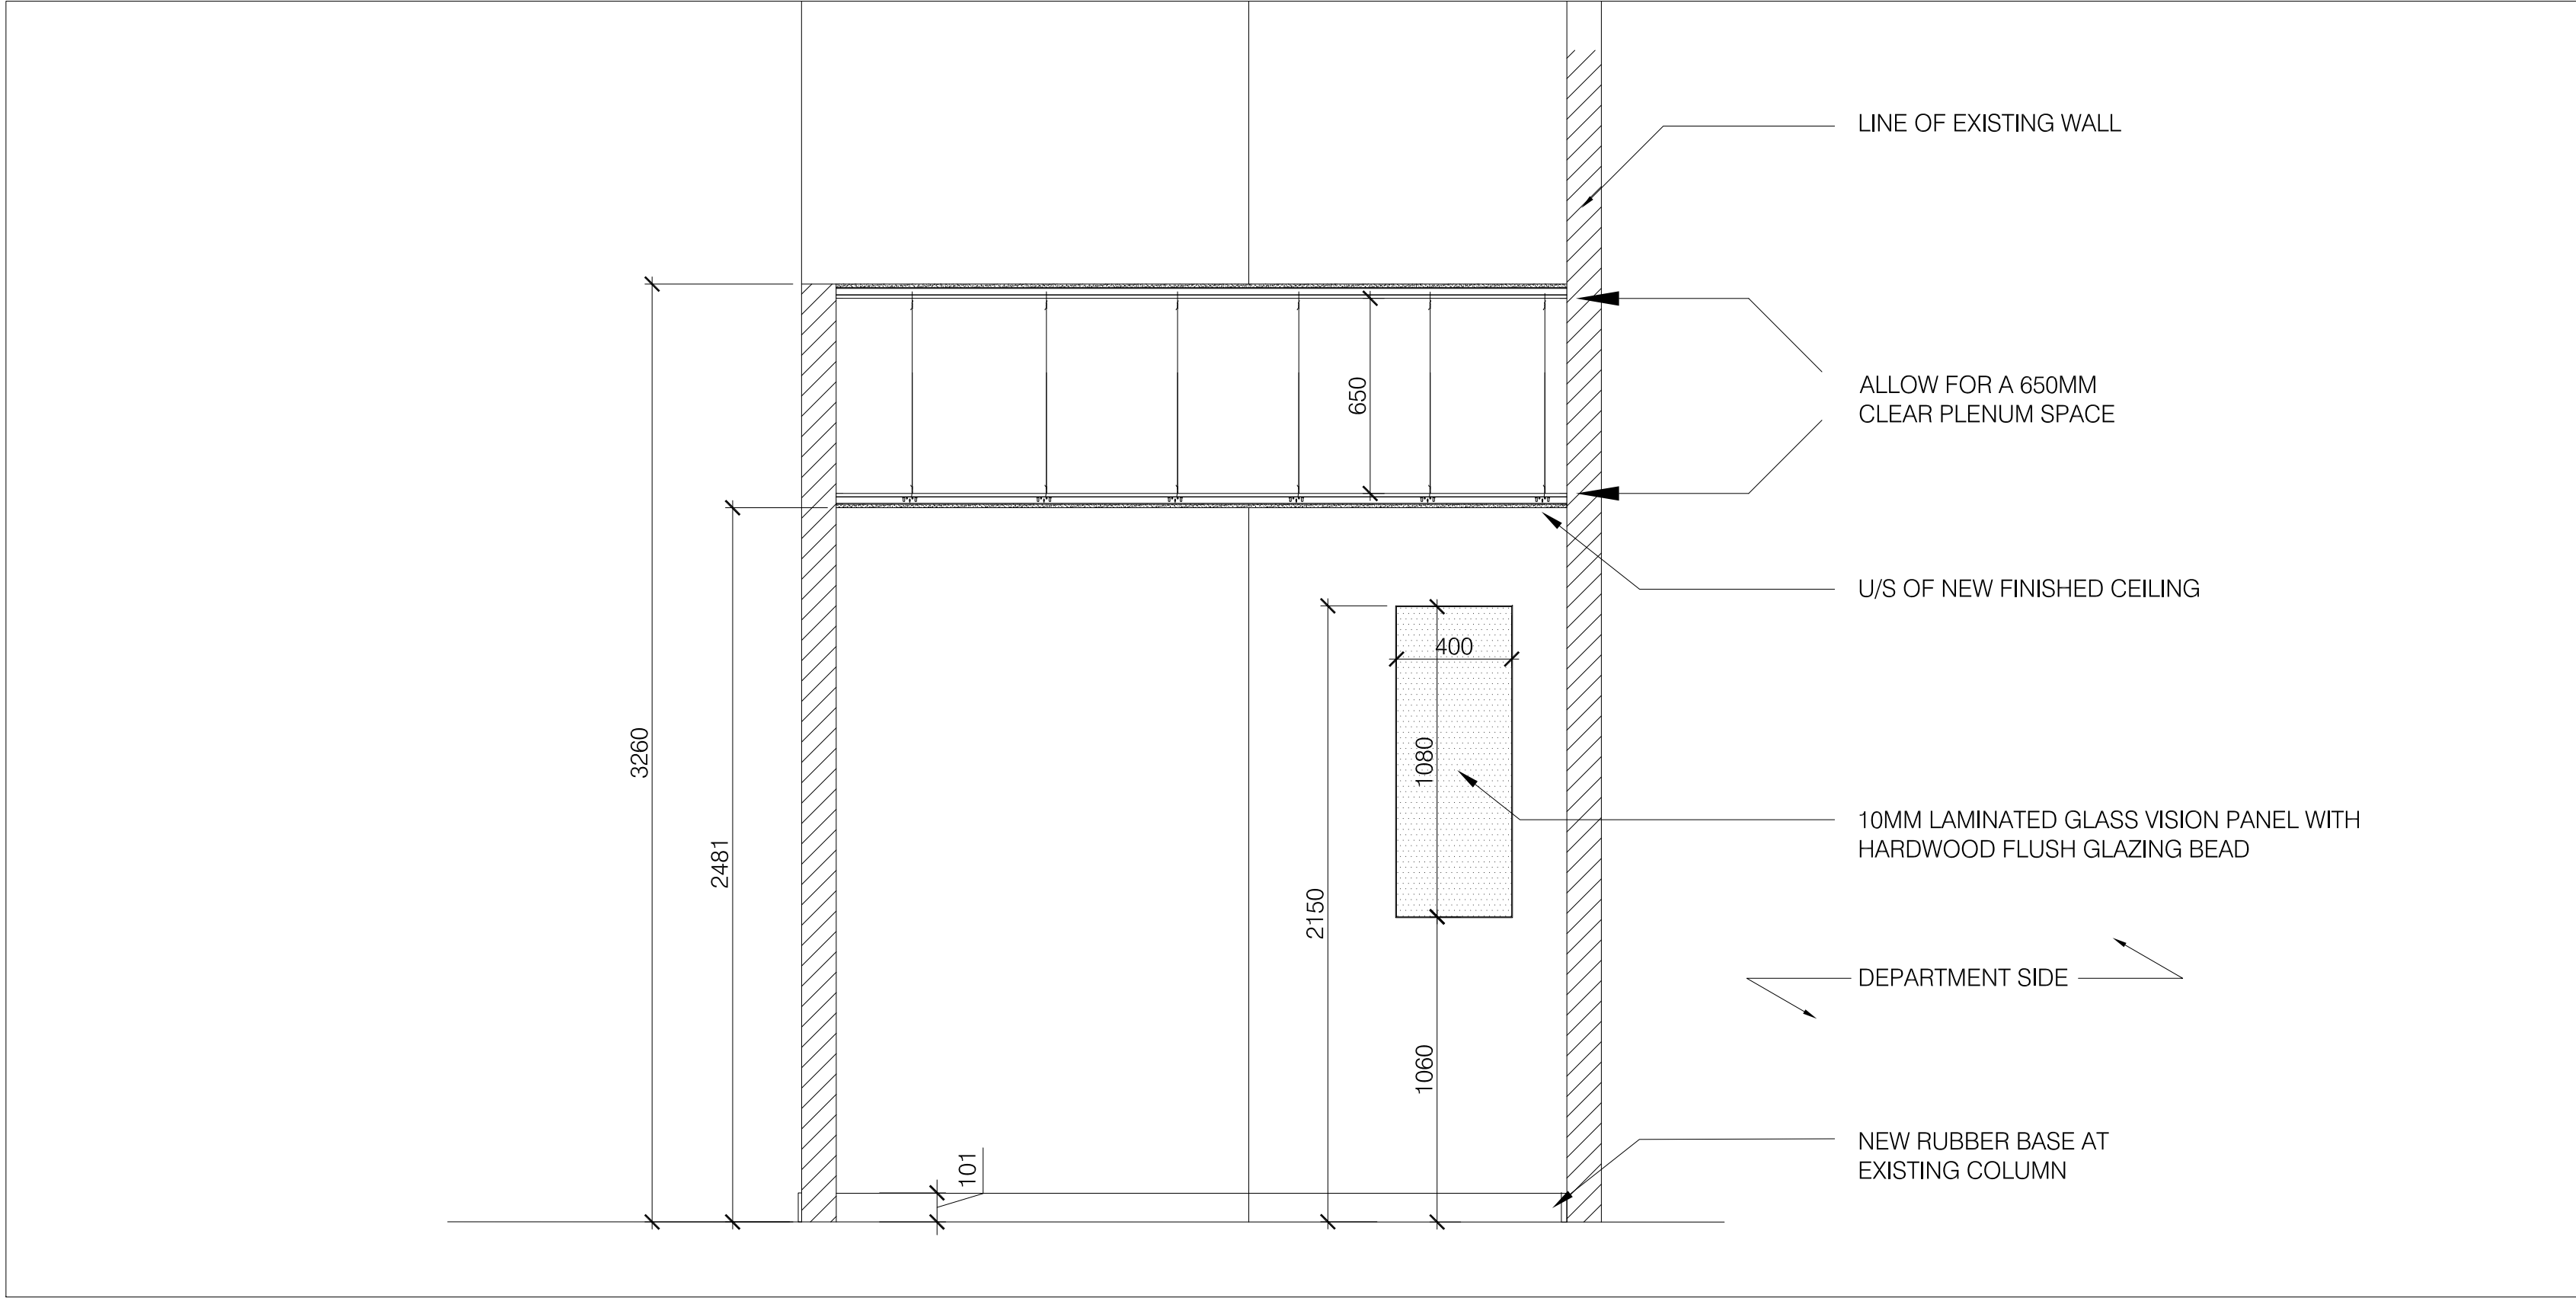 LINE OF EXISTING WALL
ALLOW FOR A 650MM
CLEAR PLENUM SPACE
650
U/S OF NEW FINISHED CEILING
400
3260
1080
10MM LAMINATED GLASS VISION PANEL WITH
HARDWOOD FLUSH GLAZING BEAD
2481
2150
DEPARTMENT SIDE
1060
101
NEW RUBBER BASE AT
EXISTING COLUMN